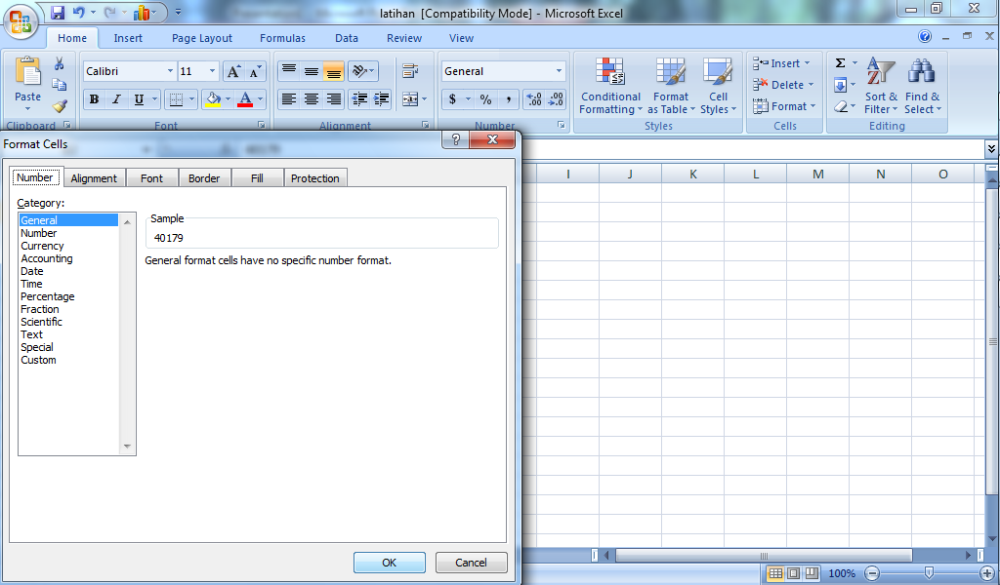 latihan [Compatibility Mode] - Microsoft Excel
Home Insert Page Layout Formulas Data Review View
Paste
Clipboard
Calibri 11
B I U
Font
Alignment
General
$ % ,
Number
Conditional Formatting
Format as Table
Cell Styles
Styles
Insert
Delete
Format
Cells
Σ
Sort & Filter
Find & Select
Editing
Format Cells
Number Alignment Font Border Fill Protection
Category:
General
Number
Currency
Accounting
Date
Time
Percentage
Fraction
Scientific
Text
Special
Custom
Sample
40179
General format cells have no specific number format.
OK Cancel
I J K L M N O
100%